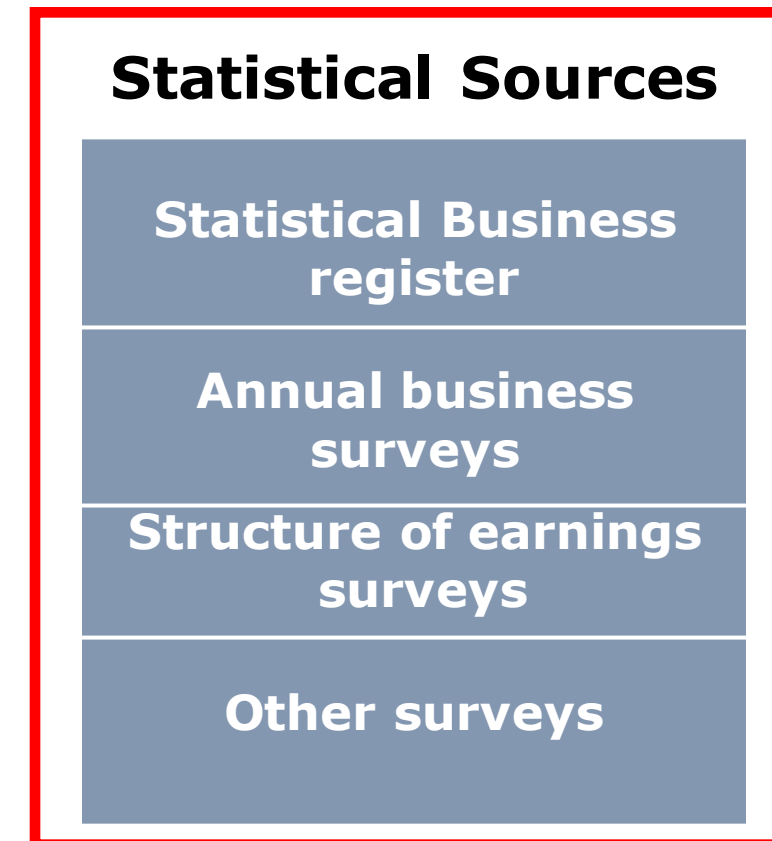 Statistical Sources
Statistical Business
register
Annual business
surveys
Structure of earnings
surveys
Other surveys